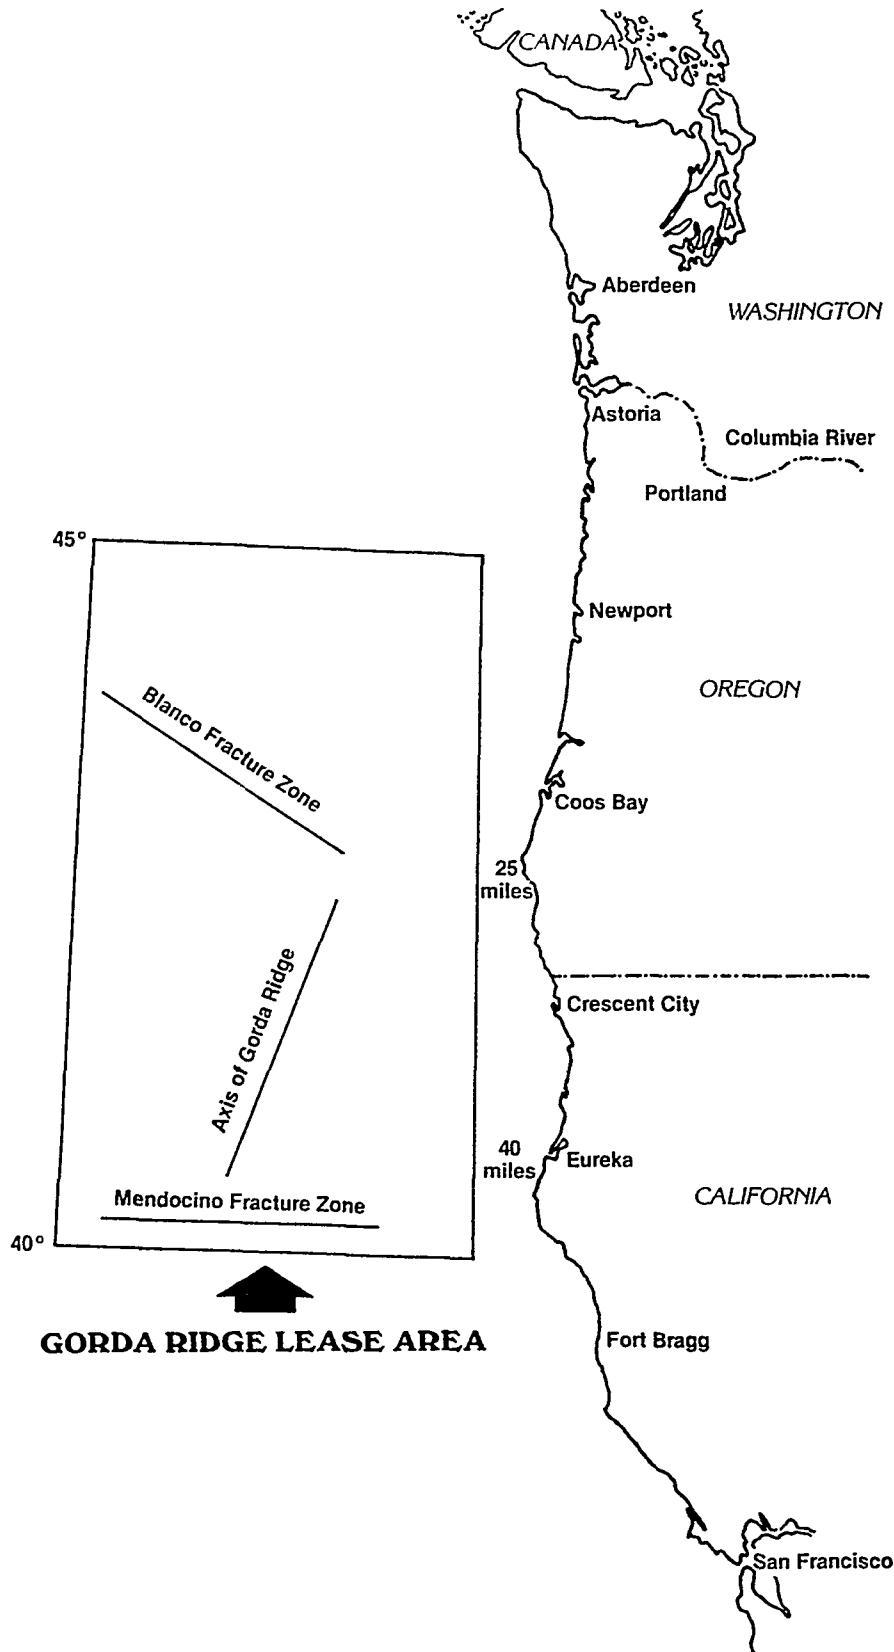 CANADA
Aberdeen
WASHINGTON
Astoria
Columbia River
Portland
45°
Newport
Blanco Fracture Zone
OREGON
Coos Bay
25
miles
Axis of Gorda Ridge
Crescent City
40
miles
Eureka
Mendocino Fracture Zone
CALIFORNIA
40°
GORDA RIDGE LEASE AREA
Fort Bragg
San Francisco